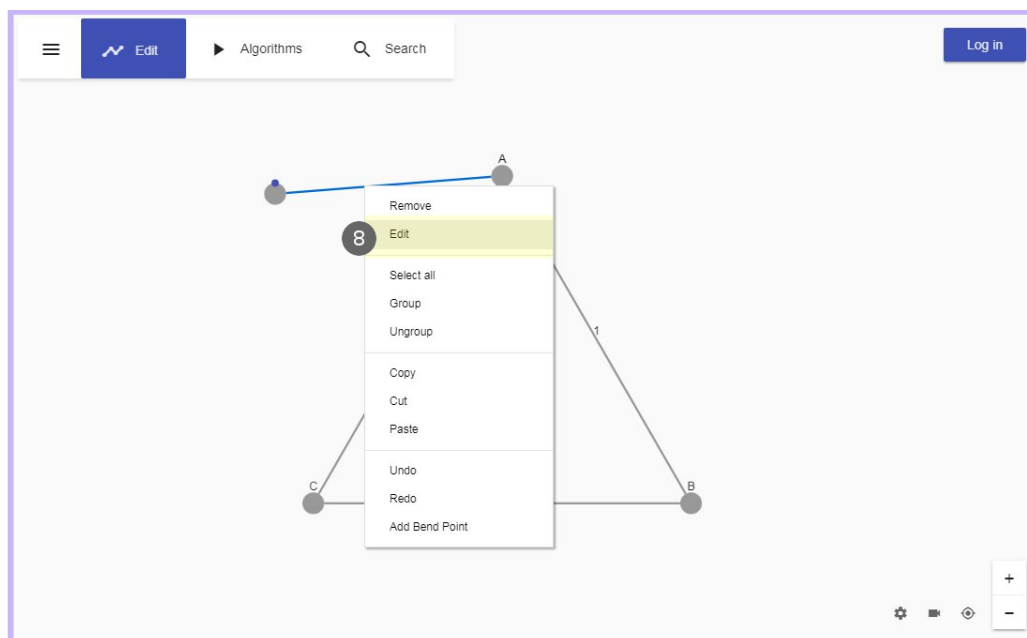 Edit
Algorithms
Search
Log in
A
Remove
8
Edit
Select all
Group
Ungroup
1
Copy
Cut
Paste
Undo
C
B
Redo
Add Bend Point
+
−